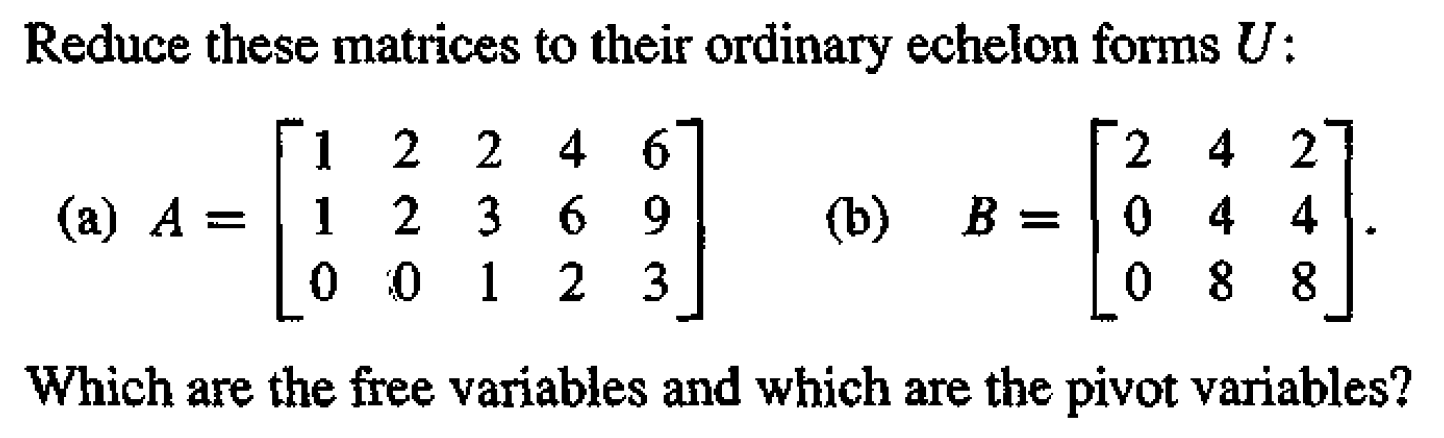 Reduce these matrices to their ordinary echelon forms U:
(a) A = [1 2 2 4 6
1 2 3 6 9
0 0 1 2 3]
(b) B = [2 4 2
0 4 4
0 8 8].
Which are the free variables and which are the pivot variables?